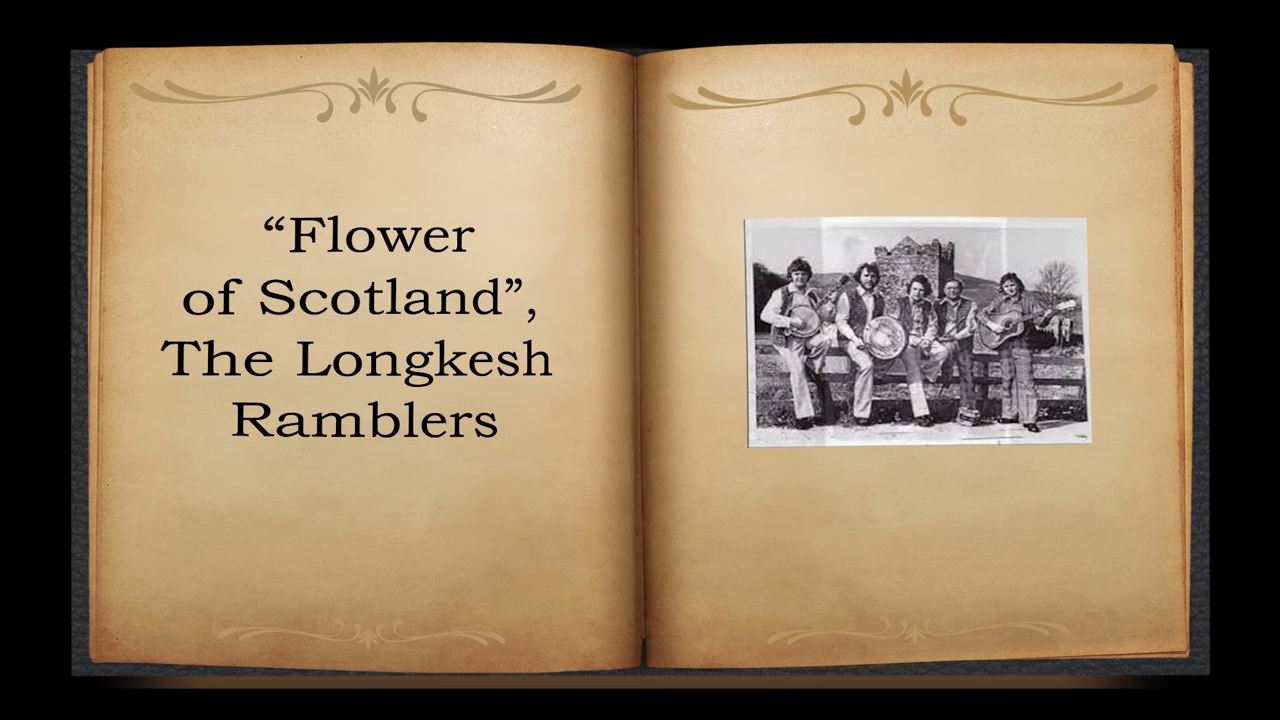 “Flower
of Scotland”,
The Longkesh
Ramblers